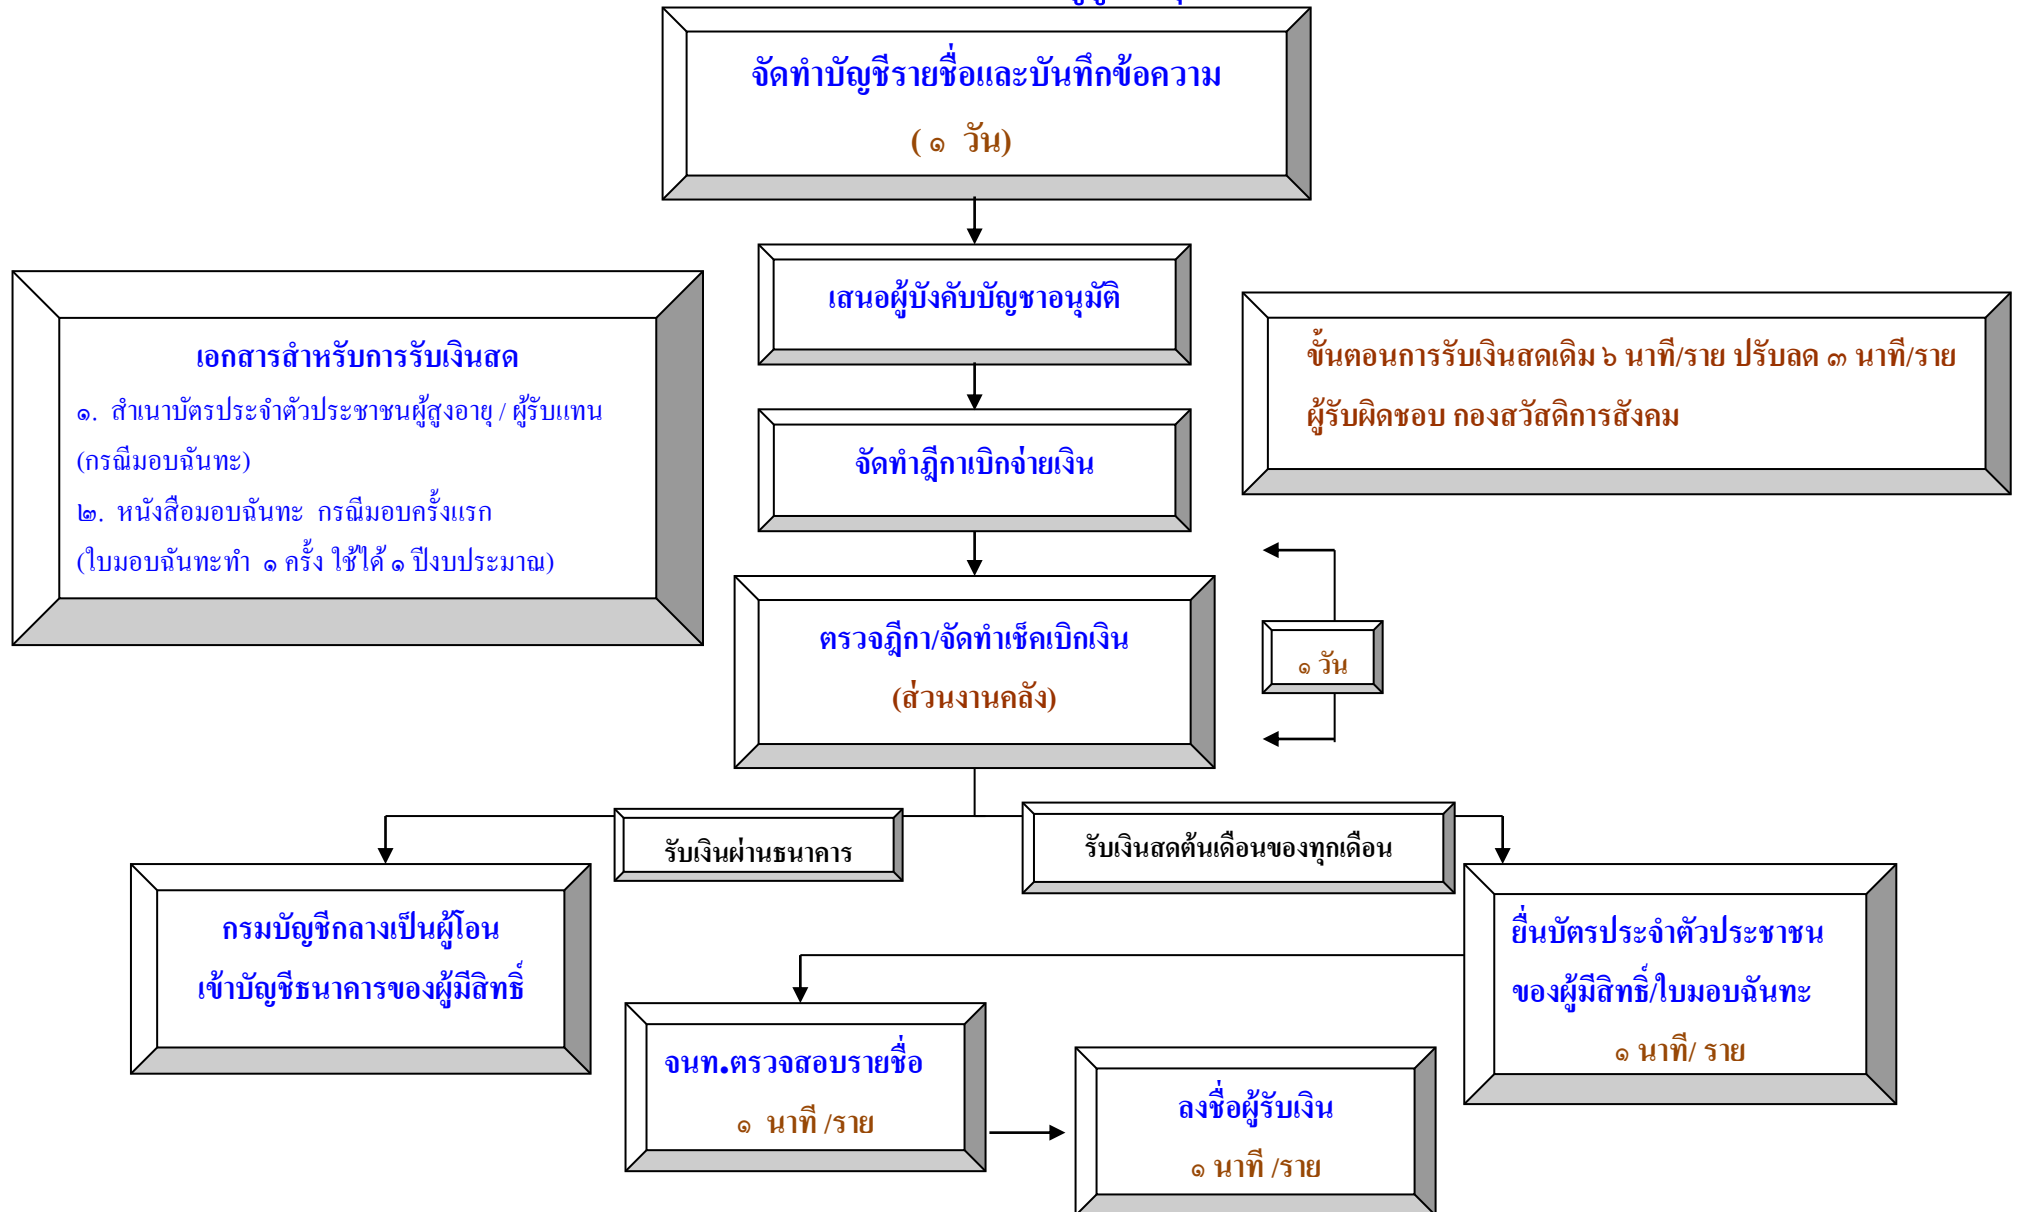 จัดทำบัญชีรายชื่อและบันทึกข้อความ
( ๑ วัน)
เสนอผู้บังคับบัญชาอนุมัติ
เอกสารสำหรับการรับเงินสด
๑. สำเนาบัตรประจำตัวประชาชนผู้สูงอายุ / ผู้รับแทน
(กรณีมอบฉันทะ)
๒. หนังสือมอบฉันทะ กรณีมอบครั้งแรก
(ใบมอบฉันทะทำ ๑ ครั้ง ใช้ได้ ๑ ปีงบประมาณ)
ขั้นตอนการรับเงินสดเดิม ๖ นาที/ราย ปรับลด ๓ นาที/ราย
ผู้รับผิดชอบ กองสวัสดิการสังคม
จัดทำฎีกาเบิกจ่ายเงิน
ตรวจฎีกา/จัดทำเช็คเบิกเงิน
(ส่วนงานคลัง)
๑ วัน
รับเงินผ่านธนาคาร
รับเงินสดต้นเดือนของทุกเดือน
กรมบัญชีกลางเป็นผู้โอน
เข้าบัญชีธนาคารของผู้มีสิทธิ์
ยื่นบัตรประจำตัวประชาชน
ของผู้มีสิทธิ์/ใบมอบฉันทะ
๑ นาที/ ราย
จนท.ตรวจสอบรายชื่อ
๑ นาที /ราย
ลงชื่อผู้รับเงิน
๑ นาที /ราย